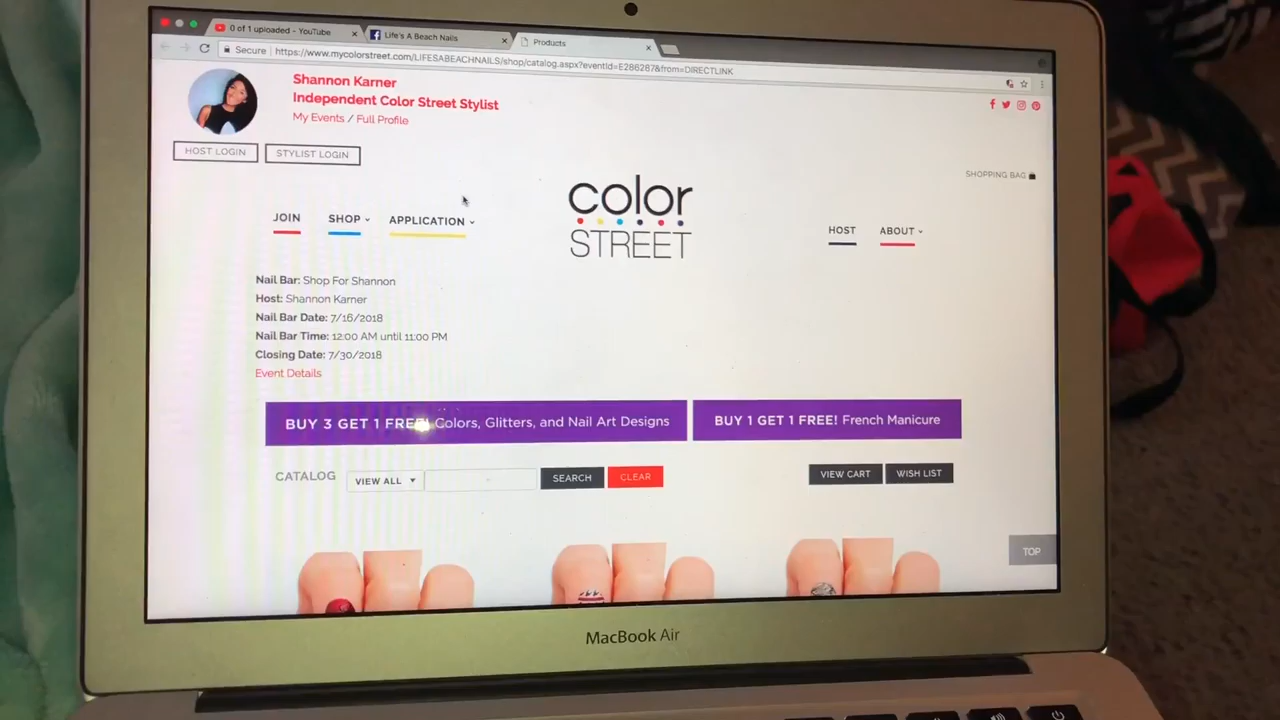 0 of 1 uploaded - YouTube
Life's A Beach Nails
Products
Secure | https://www.mycolorstreet.com/LIFESABEACHNAILS/shop/catalog.aspx?eventId=E286287&from=DIRECTLINK
Shannon Karner
Independent Color Street Stylist
My Events / Full Profile
HOST LOGIN STYLIST LOGIN
SHOPPING BAG
color
STREET
JOIN SHOP APPLICATION HOST ABOUT
Nail Bar: Shop For Shannon
Host: Shannon Karner
Nail Bar Date: 7/16/2018
Nail Bar Time: 12:00 AM until 11:00 PM
Closing Date: 7/30/2018
Event Details
BUY 3 GET 1 FREE! Colors, Glitters, and Nail Art Designs
BUY 1 GET 1 FREE! French Manicure
CATALOG VIEW ALL SEARCH CLEAR VIEW CART WISH LIST
TOP
MacBook Air